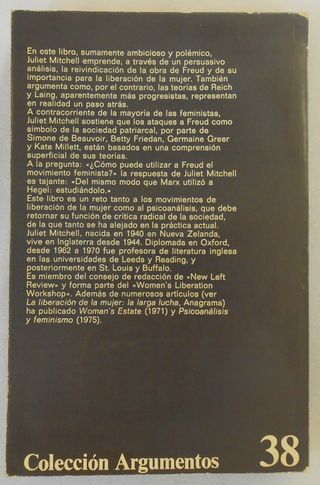 En este libro, sumamente ambicioso y polémico,
Juliet Mitchell emprende, a través de un persuasivo
análisis, la reivindicación de la obra de Freud y de su
importancia para la liberación de la mujer. También
argumenta como, por el contrario, las teorías de Reich
y Laing, aparentemente más progresistas, representan
en realidad un paso atrás.
A contracorriente de la mayoría de las feministas,
Juliet Mitchell sostiene que los ataques a Freud como
símbolo de la sociedad patriarcal, por parte de
Simone de Beauvoir, Betty Friedan, Germaine Greer
y Kate Millett, están basados en una comprensión
superficial de sus teorías.
A la pregunta: «¿Cómo puede utilizar a Freud el
movimiento feminista?» la respuesta de Juliet Mitchell
es tajante: «Del mismo modo que Marx utilizó a
Hegel: estudiándolo.»
Este libro es un reto tanto a los movimientos de
liberación de la mujer como al psicoanálisis, que debe
retornar su función de crítica radical de la sociedad,
de la que tanto se ha alejado en la práctica actual.
Juliet Mitchell, nacida en 1940 en Nueva Zelanda,
vive en Inglaterra desde 1944. Diplomada en Oxford,
desde 1962 a 1970 fue profesora de literatura inglesa
en las universidades de Leeds y Reading, y
posteriormente en St. Louis y Buffalo.
Es miembro del consejo de redacción de «New Left
Review» y forma parte del «Women's Liberation
Workshop». Además de numerosos artículos (ver
La liberación de la mujer: la larga lucha, Anagrama)
ha publicado Woman's Estate (1971) y Psicoanálisis
y feminismo (1975).
Colección Argumentos 38